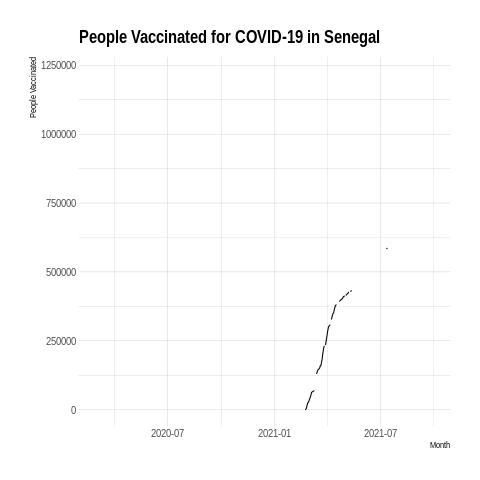 People Vaccinated for COVID-19 in Senegal
People Vaccinated
1250000
1000000
750000
500000
250000
0
2020-07 2021-01 2021-07
Month